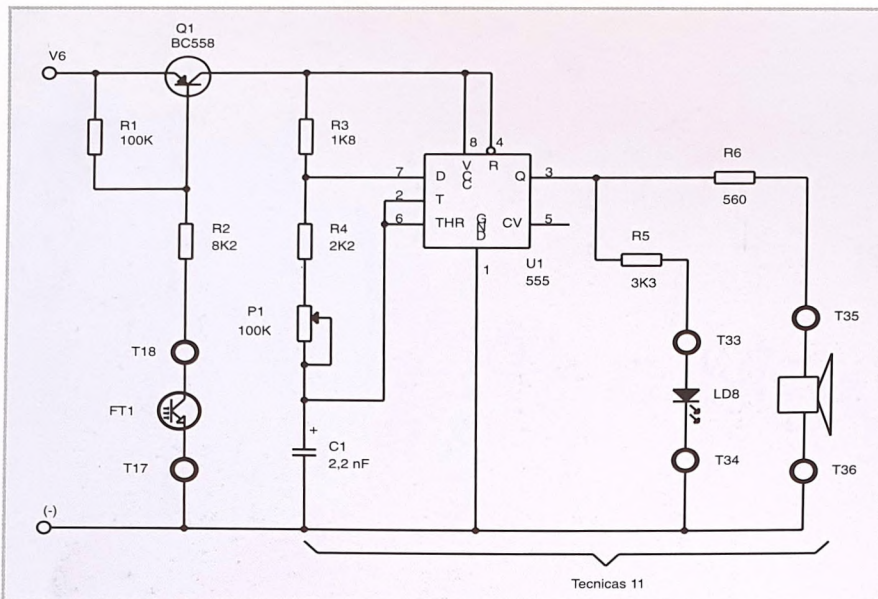 Q1
BC558
V6
R1
100K
R3
1K8
8
4
V
C
C
R
7
D
2
T
6
THR
G
N
D
Q
3
CV
5
1
U1
555
R6
560
R2
8K2
R4
2K2
R5
3K3
P1
100K
T18
T33
T35
FT1
LD8
+
C1
2,2 nF
T17
T34
T36
(-)
Tecnicas 11